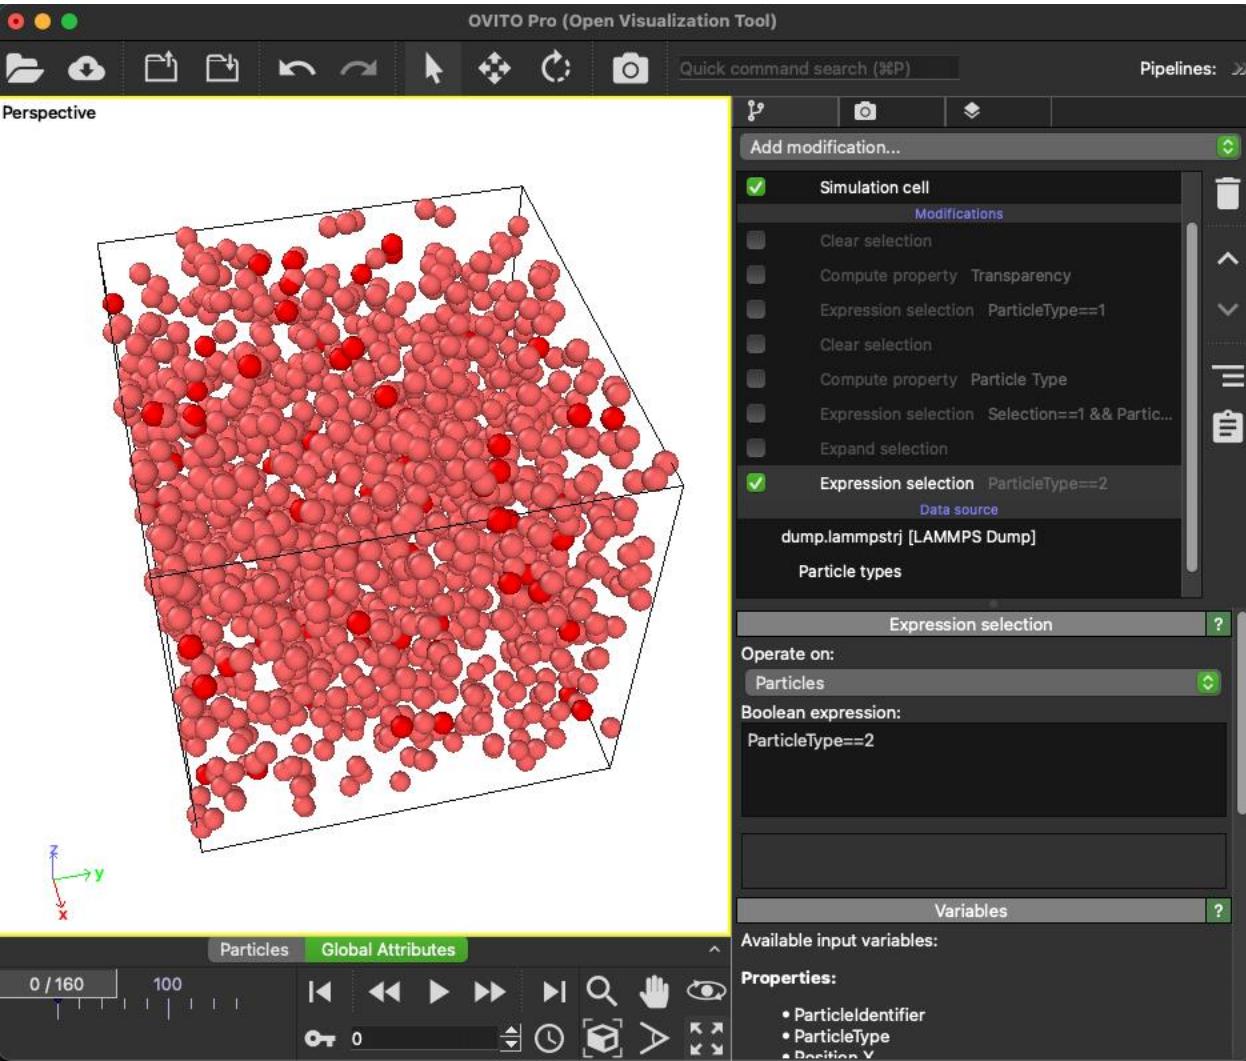 OVITO Pro (Open Visualization Tool)
Quick command search (⌘P)
Pipelines:
Perspective
Add modification...
Simulation cell
Modifications
Clear selection
Compute property Transparency
Expression selection ParticleType==1
Clear selection
Compute property Particle Type
Expression selection Selection==1 && Partic...
Expand selection
Expression selection ParticleType==2
Data source
dump.lammpstrj [LAMMPS Dump]
Particle types
Expression selection ?
Operate on:
Particles
Boolean expression:
ParticleType==2
Variables ?
Available input variables:
Properties:
• ParticleIdentifier
• ParticleType
• Position.X
z
y
x
Particles Global Attributes
0 / 160 100
0